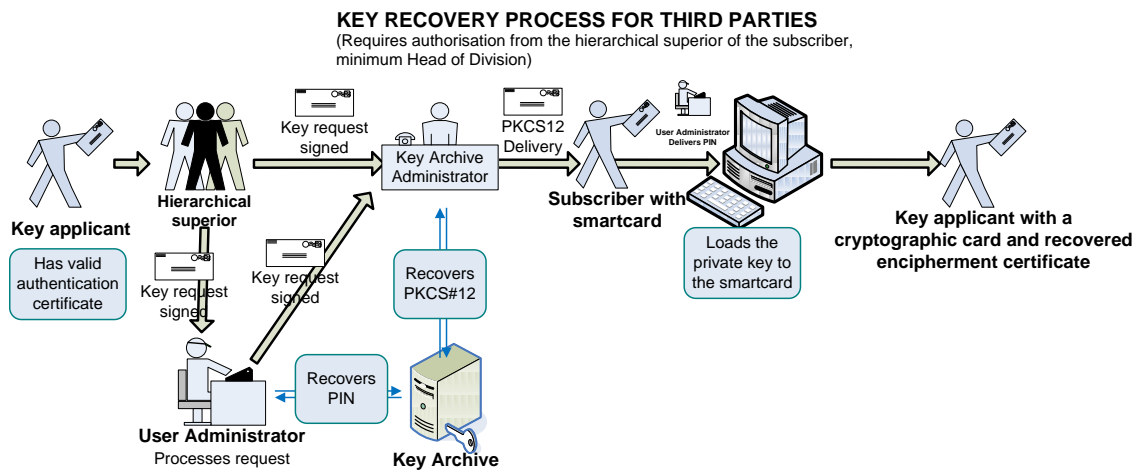 KEY RECOVERY PROCESS FOR THIRD PARTIES
(Requires authorisation from the hierarchical superior of the subscriber,
minimum Head of Division)
Key request
signed
PKCS12
Delivery
User Administrator
Delivers PIN
Key Archive
Administrator
Key applicant
Hierarchical
superior
Subscriber with
smartcard
Key applicant with a
cryptographic card and recovered
encipherment certificate
Has valid
authentication
certificate
Key request
signed
Key request
signed
Recovers
PKCS#12
Loads the
private key to
the smartcard
Recovers
PIN
User Administrator
Processes request
Key Archive